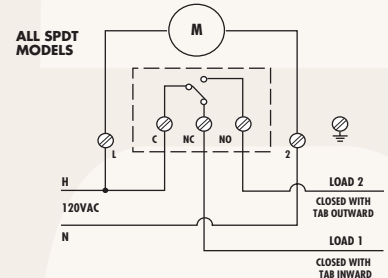 ALL SPDT
MODELS
M
C NC NO
L
2
H
120VAC
N
LOAD 2
CLOSED WITH
TAB OUTWARD
LOAD 1
CLOSED WITH
TAB INWARD